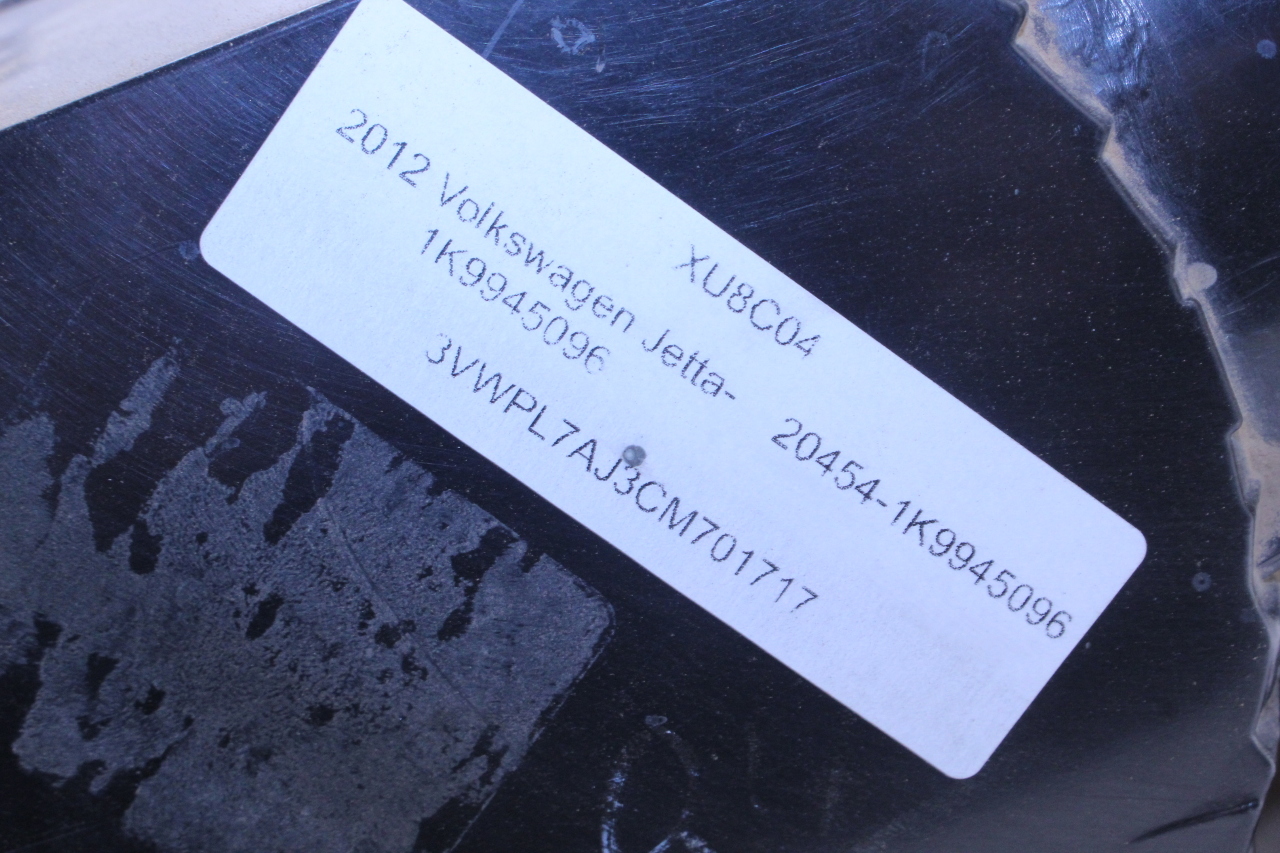 XU8C04
2012 Volkswagen Jetta-
1K9945096
20454-1K9945096
3VWPL7AJ3CM701717